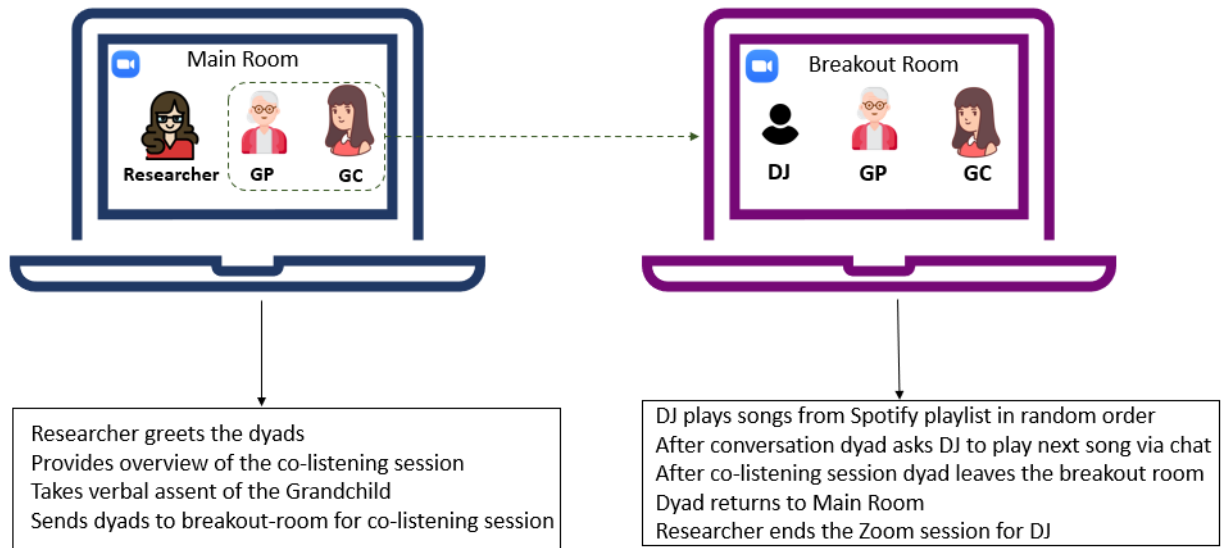 Main Room
Researcher
GP
GC
Breakout Room
DJ
GP
GC
Researcher greets the dyads
Provides overview of the co-listening session
Takes verbal assent of the Grandchild
Sends dyads to breakout-room for co-listening session
DJ plays songs from Spotify playlist in random order
After conversation dyad asks DJ to play next song via chat
After co-listening session dyad leaves the breakout room
Dyad returns to Main Room
Researcher ends the Zoom session for DJ